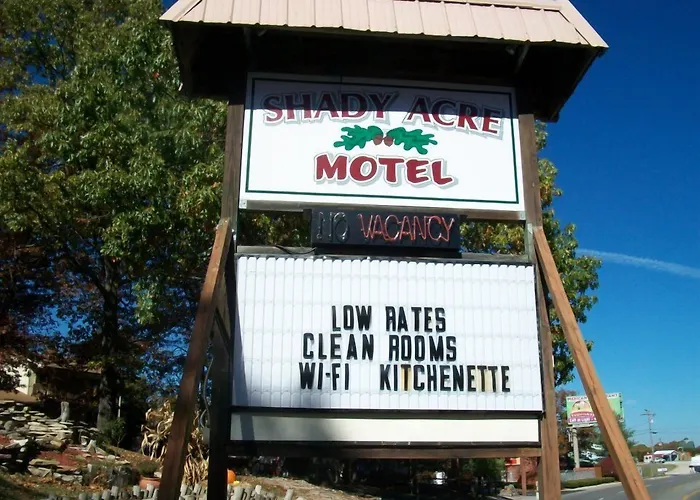 SHADY ACRE
MOTEL
NO VACANCY
LOW RATES
CLEAN ROOMS
WI-FI KITCHENETTE